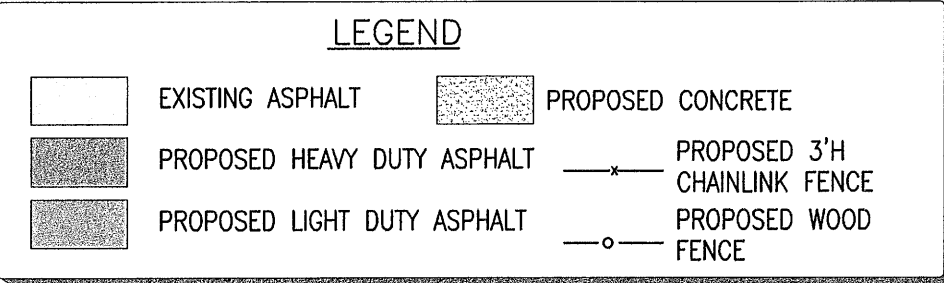 LEGEND
EXISTING ASPHALT
PROPOSED CONCRETE
PROPOSED HEAVY DUTY ASPHALT
PROPOSED 3'H
CHAINLINK FENCE
PROPOSED LIGHT DUTY ASPHALT
PROPOSED WOOD
FENCE